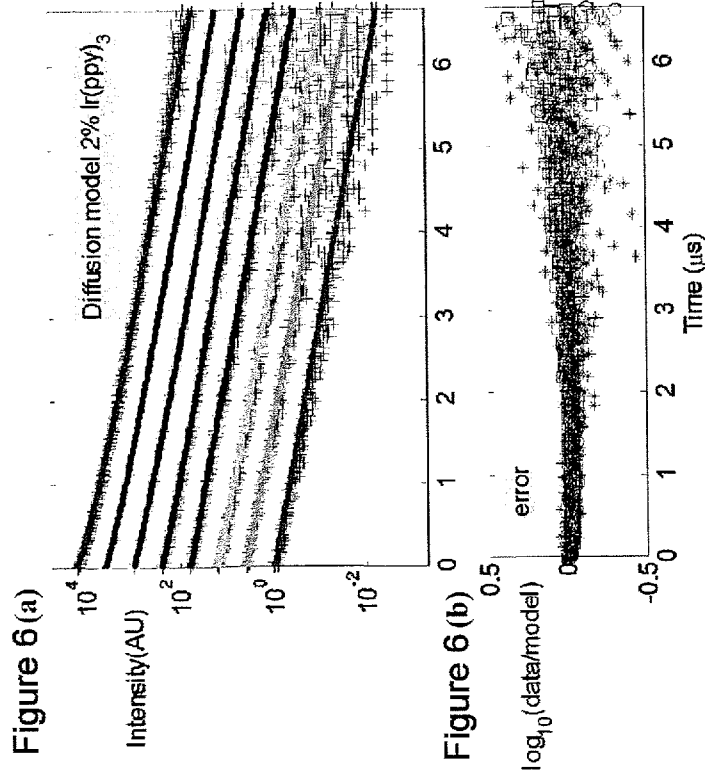 Figure 6 (a)
Diffusion model 2% Ir(ppy)3
Intensity(AU)
10^4
10^2
10^0
10^-2
0 1 2 3 4 5 6
Figure 6 (b)
log10(data/model)
error
0.5
0
-0.5
0 1 2 3 4 5 6
Time (μs)